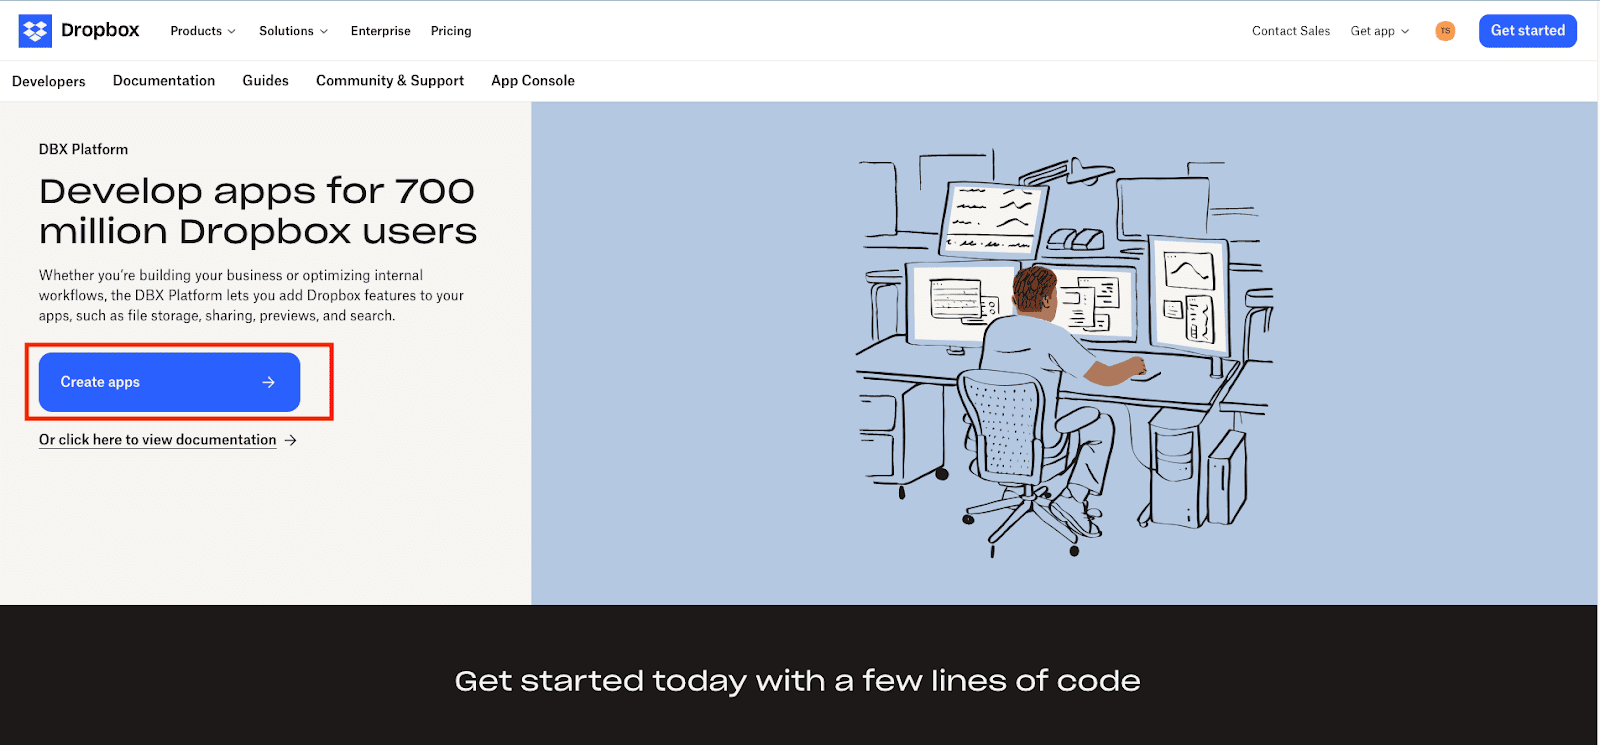 Dropbox
Products
Solutions
Enterprise
Pricing
Contact Sales
Get app
TS
Get started
Developers
Documentation
Guides
Community & Support
App Console
DBX Platform
Develop apps for 700
million Dropbox users
Whether you’re building your business or optimizing internal
workflows, the DBX Platform lets you add Dropbox features to your
apps, such as file storage, sharing, previews, and search.
Create apps →
Or click here to view documentation →
Get started today with a few lines of code